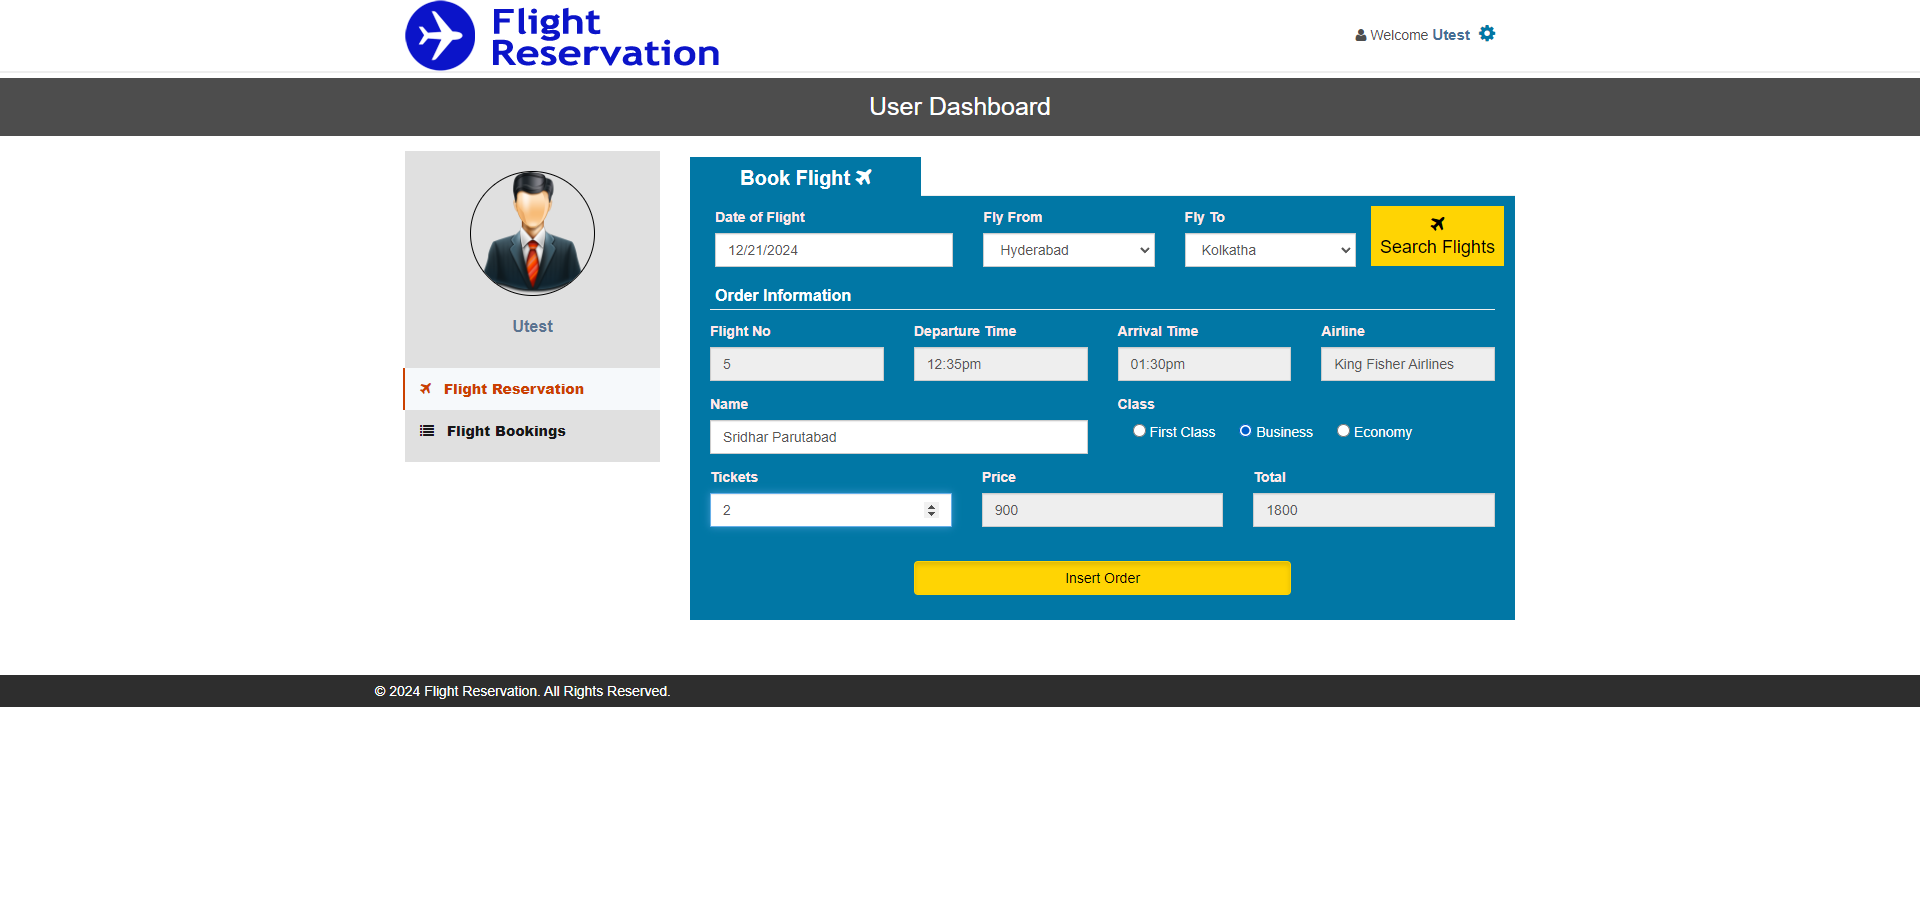 Flight
Reservation
Welcome Utest
User Dashboard
Utest
Flight Reservation
Flight Bookings
Book Flight
Date of Flight Fly From Fly To
12/21/2024 Hyderabad Kolkatha
Search Flights
Order Information
Flight No Departure Time Arrival Time Airline
5 12:35pm 01:30pm King Fisher Airlines
Name Class
Sridhar Parutabad First Class Business Economy
Tickets Price Total
2 900 1800
Insert Order
© 2024 Flight Reservation. All Rights Reserved.